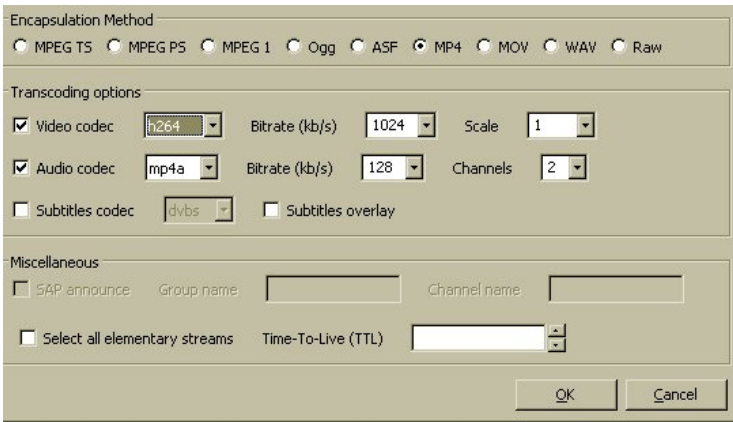 Encapsulation Method
MPEG TS MPEG PS MPEG 1 Ogg ASF MP4 MOV WAV Raw
Transcoding options
Video codec h264 Bitrate (kb/s) 1024 Scale 1
Audio codec mp4a Bitrate (kb/s) 128 Channels 2
Subtitles codec dvbs Subtitles overlay
Miscellaneous
SAP announce Group name Channel name
Select all elementary streams Time-To-Live (TTL)
OK Cancel